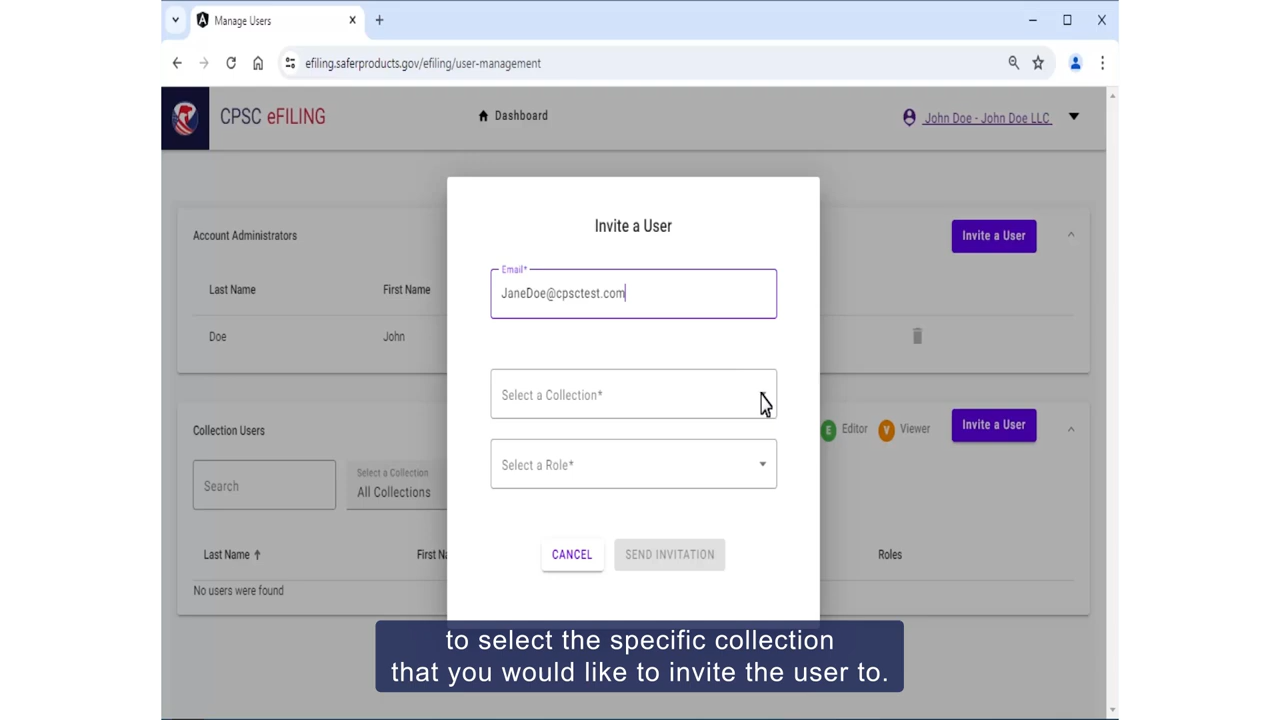 Manage Users
efiling.saferproducts.gov/efiling/user-management
CPSC eFILING
Dashboard
John Doe - John Doe LLC
Account Administrators
Invite a User
Last Name
First Name
Doe
John
Invite a User
Email*
JaneDoe@cpsctest.com
Select a Collection*
Select a Role*
CANCEL
SEND INVITATION
Collection Users
E Editor
V Viewer
Invite a User
Search
Select a Collection
All Collections
Last Name
First Na
Roles
No users were found
to select the specific collection
that you would like to invite the user to.